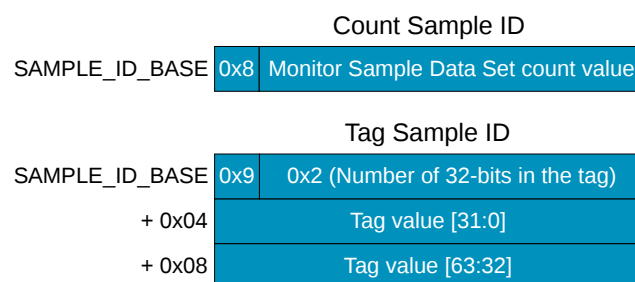 Count Sample ID
SAMPLE_ID_BASE 0x8 Monitor Sample Data Set count value
Tag Sample ID
SAMPLE_ID_BASE 0x9 0x2 (Number of 32-bits in the tag)
+ 0x04 Tag value [31:0]
+ 0x08 Tag value [63:32]